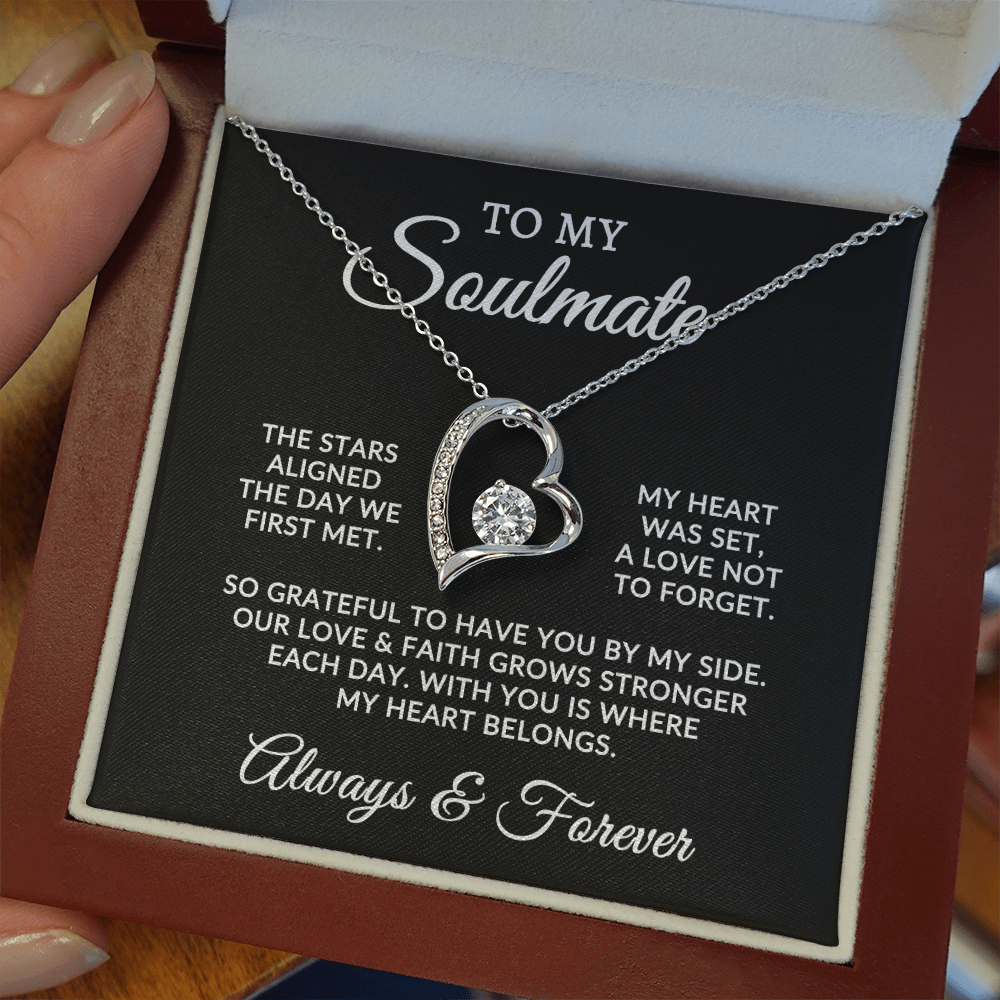 TO MY
Soulmate
THE STARS
ALIGNED
THE DAY WE
FIRST MET.
MY HEART
WAS SET,
A LOVE NOT
TO FORGET.
SO GRATEFUL TO HAVE YOU BY MY SIDE.
OUR LOVE & FAITH GROWS STRONGER
EACH DAY. WITH YOU IS WHERE
MY HEART BELONGS.
Always & Forever